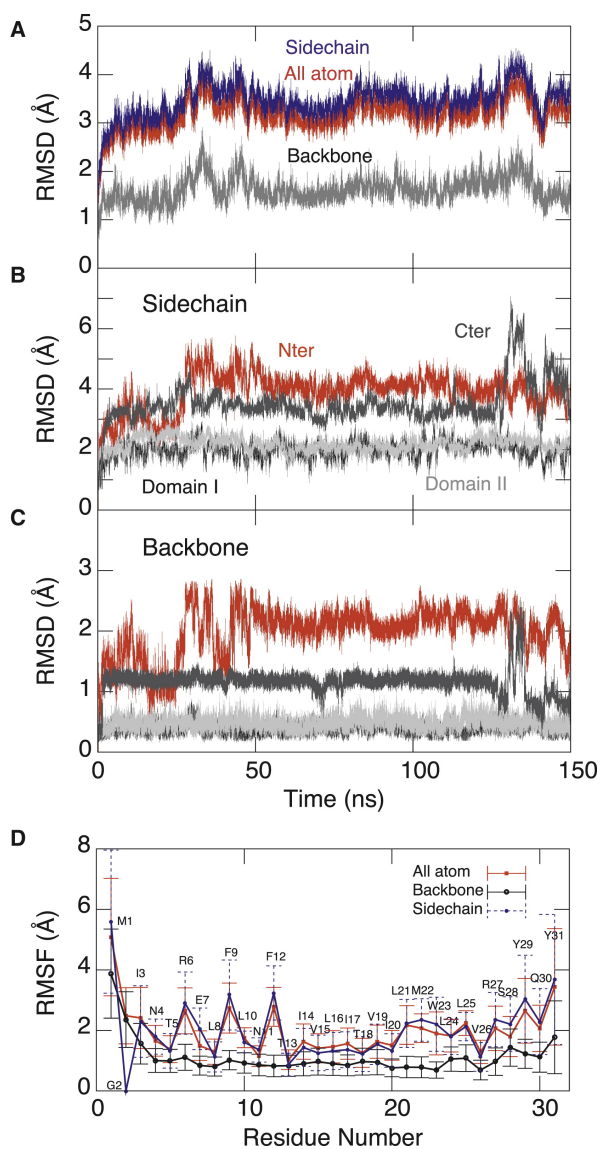 A
5
4
3
2
1
0
RMSD (Å)
Sidechain
All atom
Backbone
B
6
4
2
0
RMSD (Å)
Sidechain
Nter
Cter
Domain I
Domain II
C
3
2
1
0
RMSD (Å)
Backbone
0
50
100
150
Time (ns)
D
8
6
4
2
0
RMSF (Å)
All atom
Backbone
Sidechain
M1
G2
I3
N4
T5
R6
E7
L8
F9
L10
N11
F12
T13
I14
V15
L16
I17
T18
V19
I20
L21
M22
W23
L24
L25
V26
R27
S28
Y29
Q30
Y31
0
10
20
30
Residue Number